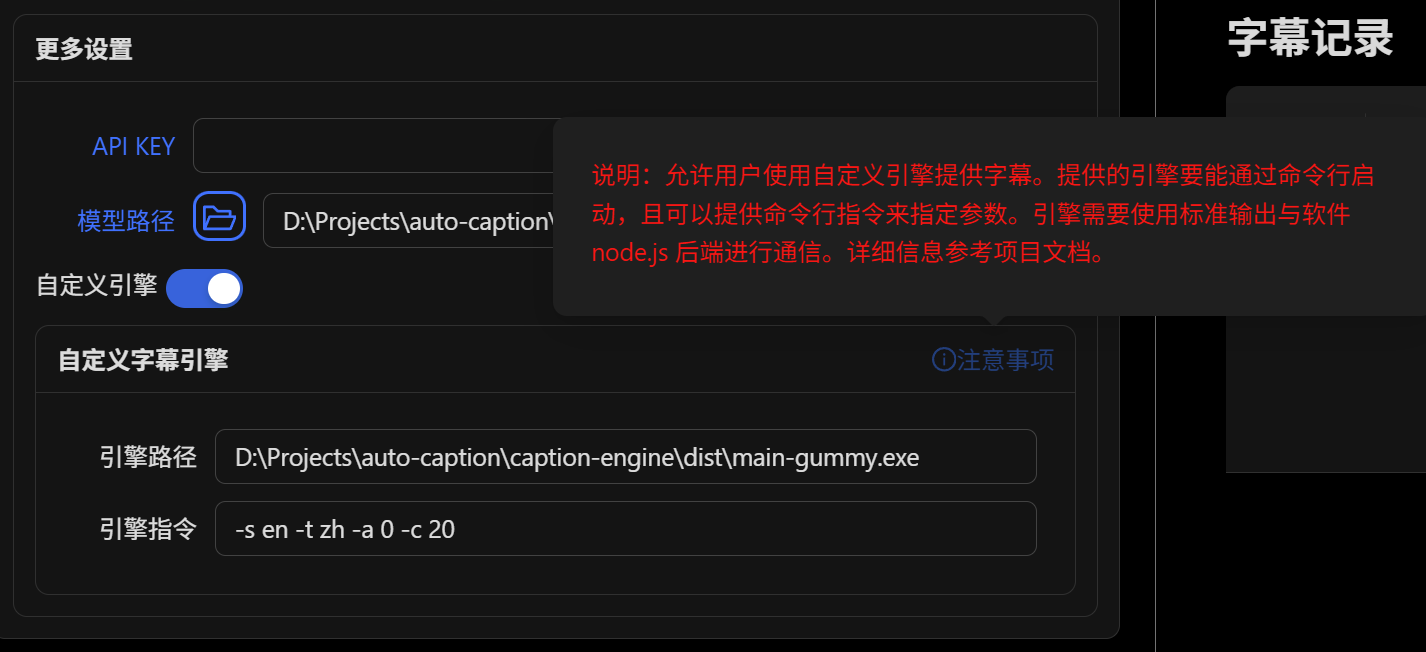 更多设置
字幕记录
API KEY
说明：允许用户使用自定义引擎提供字幕。提供的引擎要能通过命令行启
动，且可以提供命令行指令来指定参数。引擎需要使用标准输出与软件
node.js 后端进行通信。详细信息参考项目文档。
模型路径
D:\Projects\auto-caption\
自定义引擎
自定义字幕引擎
注意事项
引擎路径
D:\Projects\auto-caption\caption-engine\dist\main-gummy.exe
引擎指令
-s en -t zh -a 0 -c 20